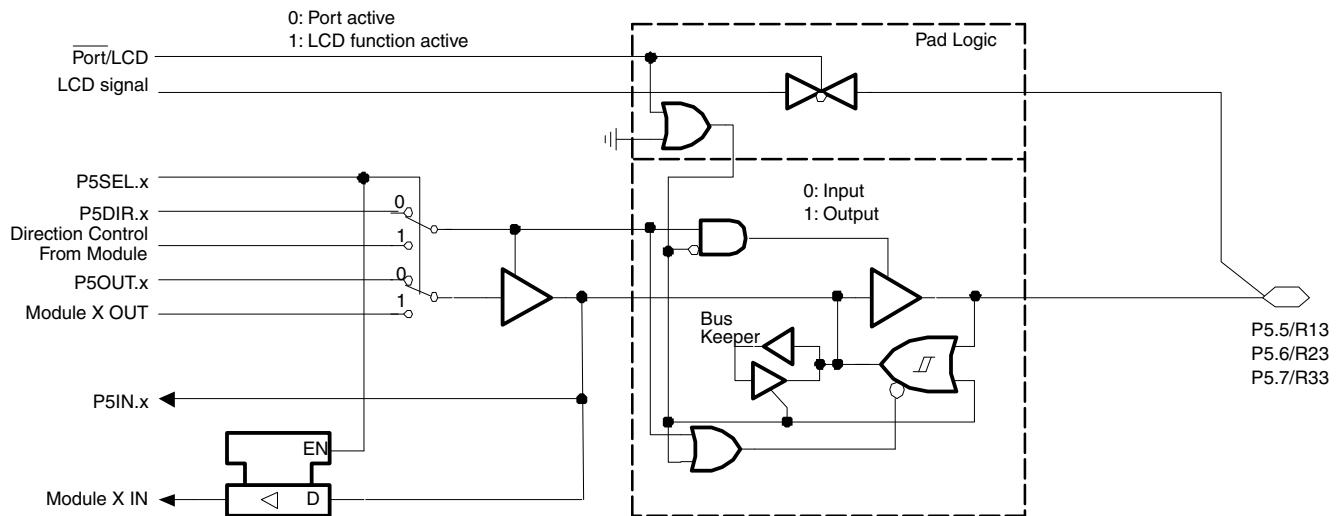 0: Port active
1: LCD function active
Pad Logic
Port/LCD
LCD signal
P5SEL.x
0
P5DIR.x
Direction Control
From Module
1
0: Input
1: Output
P5OUT.x
0
1
Module X OUT
Bus
Keeper
P5.5/R13
P5.6/R23
P5.7/R33
P5IN.x
EN
Module X IN
D